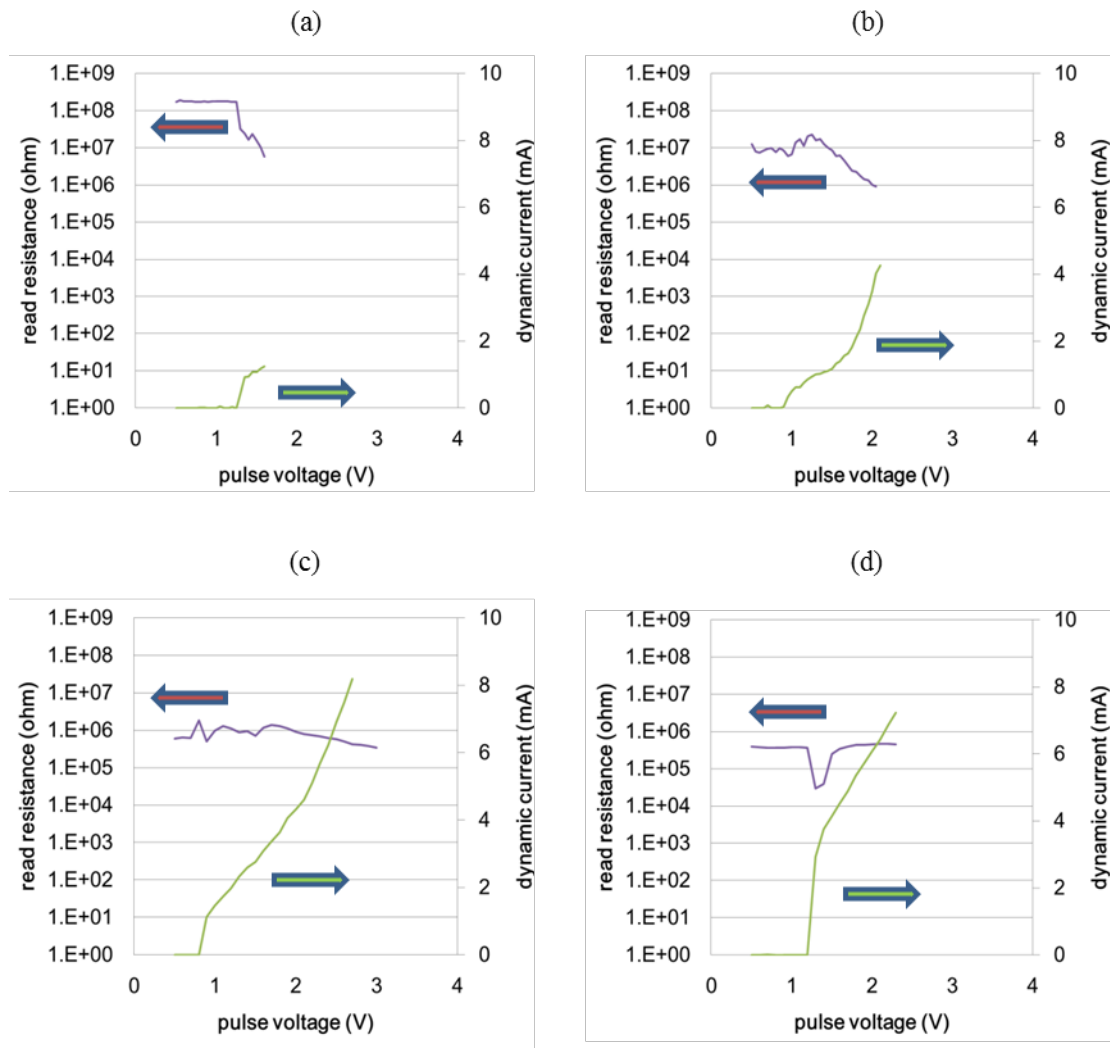 (a)
1.E+09
1.E+08
1.E+07
1.E+06
1.E+05
1.E+04
1.E+03
1.E+02
1.E+01
1.E+00
read resistance (ohm)
10
8
6
4
2
0
dynamic current (mA)
0 1 2 3 4
pulse voltage (V)
(b)
1.E+09
1.E+08
1.E+07
1.E+06
1.E+05
1.E+04
1.E+03
1.E+02
1.E+01
1.E+00
read resistance (ohm)
10
8
6
4
2
0
dynamic current (mA)
0 1 2 3 4
pulse voltage (V)
(c)
1.E+09
1.E+08
1.E+07
1.E+06
1.E+05
1.E+04
1.E+03
1.E+02
1.E+01
1.E+00
read resistance (ohm)
10
8
6
4
2
0
dynamic current (mA)
0 1 2 3 4
pulse voltage (V)
(d)
1.E+09
1.E+08
1.E+07
1.E+06
1.E+05
1.E+04
1.E+03
1.E+02
1.E+01
1.E+00
read resistance (ohm)
10
8
6
4
2
0
dynamic current (mA)
0 1 2 3 4
pulse voltage (V)